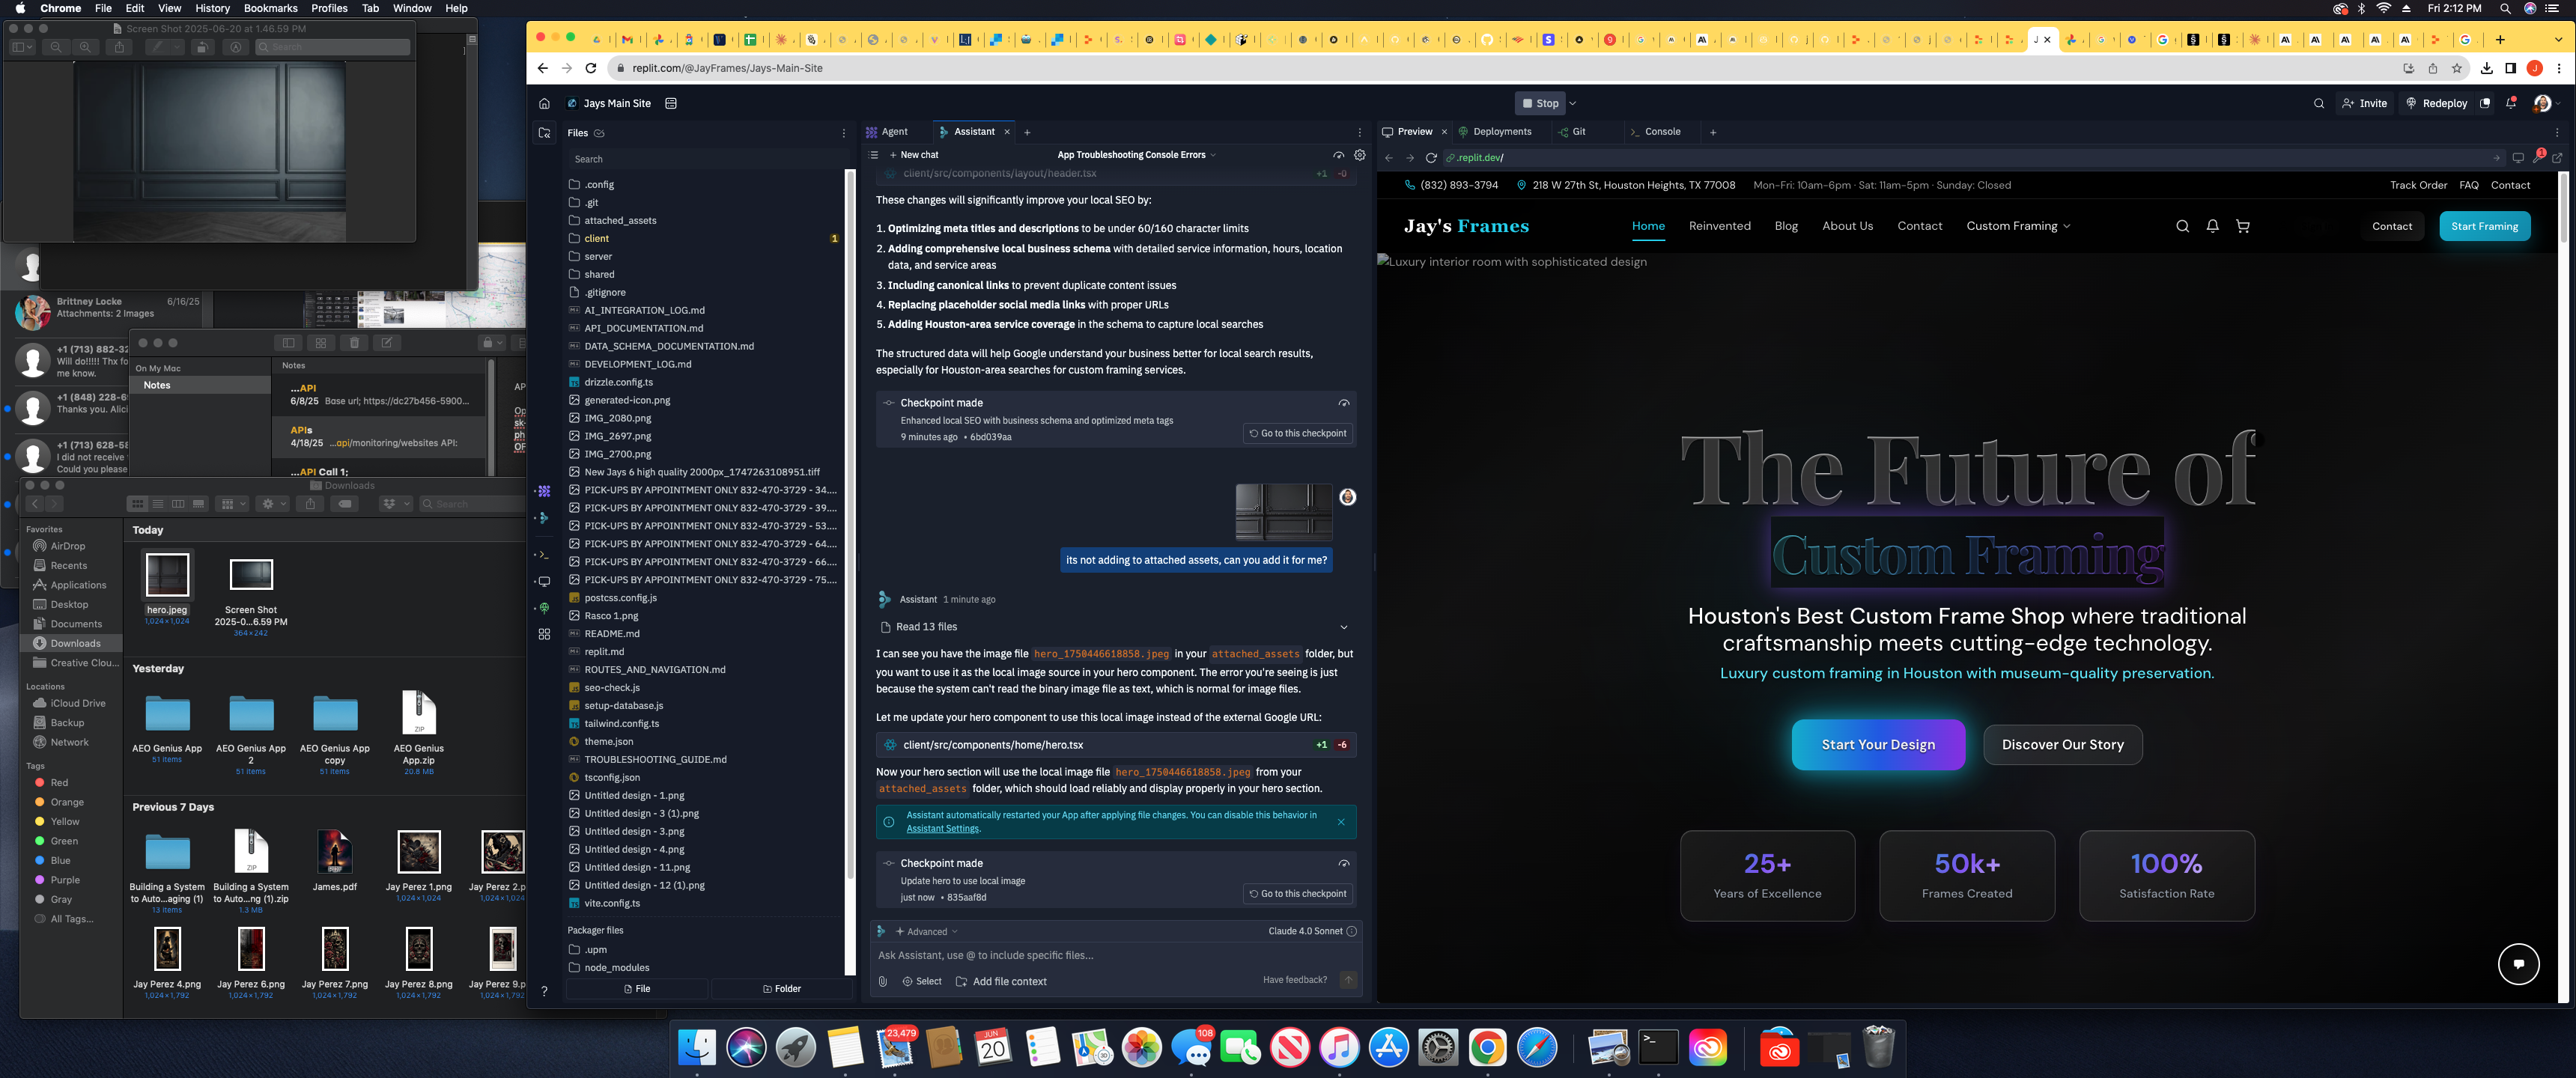 Chrome File Edit View History Bookmarks Profiles Tab Window Help
Fri 2:12 PM
Screen Shot 2025-06-20 at 1.46.59 PM
Search
Brittney Locke 6/16/25
Attachments: 2 Images
+1 (713) 882-32
Will do!!!!! Thx fo
me know.
+1 (848) 228-6
Thanks you. Alici
+1 (713) 628-58
I did not receive
Could you please
On My Mac
Notes
Notes
...API
6/8/25 Base url; https://dc27b456-5900...
APIs
4/18/25 ...api/monitoring/websites API;
...API Call 1;
Downloads
Search
Favorites
AirDrop
Recents
Applications
Desktop
Documents
Downloads
Creative Clou...
Locations
iCloud Drive
Backup
Network
Tags
Red
Orange
Yellow
Green
Blue
Purple
Gray
All Tags...
Today
hero.jpeg
1,024×1,024
Screen Shot
2025-0...6.59 PM
364×242
Yesterday
AEO Genius App
51 items
AEO Genius App
2
51 items
AEO Genius App
copy
51 items
AEO Genius
App.zip
20.8 MB
Previous 7 Days
Building a System
to Auto...aging (1)
13 items
Building a System
to Auto...ng (1).zip
1.3 MB
James.pdf
Jay Perez 1.png
1,024×1,024
Jay Perez 2.p
1,024×1,02
Jay Perez 4.png
1,024×1,792
Jay Perez 6.png
1,024×1,792
Jay Perez 7.png
1,024×1,792
Jay Perez 8.png
1,024×1,792
Jay Perez 9.p
1,024×1,79
replit.com/@JayFrames/Jays-Main-Site
Jays Main Site
Stop
Invite
Redeploy
Files
Search
.config
.git
attached_assets
client 1
server
shared
.gitignore
AI_INTEGRATION_LOG.md
API_DOCUMENTATION.md
DATA_SCHEMA_DOCUMENTATION.md
DEVELOPMENT_LOG.md
drizzle.config.ts
generated-icon.png
IMG_2080.png
IMG_2697.png
IMG_2700.png
New Jays 6 high quality 2000px_1747263108951.tiff
PICK-UPS BY APPOINTMENT ONLY 832-470-3729 - 34....
PICK-UPS BY APPOINTMENT ONLY 832-470-3729 - 39....
PICK-UPS BY APPOINTMENT ONLY 832-470-3729 - 53....
PICK-UPS BY APPOINTMENT ONLY 832-470-3729 - 64....
PICK-UPS BY APPOINTMENT ONLY 832-470-3729 - 66....
PICK-UPS BY APPOINTMENT ONLY 832-470-3729 - 75....
postcss.config.js
Rasco 1.png
README.md
replit.md
ROUTES_AND_NAVIGATION.md
seo-check.js
setup-database.js
tailwind.config.ts
theme.json
TROUBLESHOOTING_GUIDE.md
tsconfig.json
Untitled design - 1.png
Untitled design - 3 (1).png
Untitled design - 3.png
Untitled design - 4.png
Untitled design - 11.png
Untitled design - 12 (1).png
vite.config.ts
Packager files
.upm
node_modules
File
Folder
Agent
Assistant
New chat
App Troubleshooting Console Errors
client/src/components/layout/header.tsx +1 -0
These changes will significantly improve your local SEO by:
1. Optimizing meta titles and descriptions to be under 60/160 character limits
2. Adding comprehensive local business schema with detailed service information, hours, location
data, and service areas
3. Including canonical links to prevent duplicate content issues
4. Replacing placeholder social media links with proper URLs
5. Adding Houston-area service coverage in the schema to capture local searches
The structured data will help Google understand your business better for local search results,
especially for Houston-area searches for custom framing services.
Checkpoint made
Enhanced local SEO with business schema and optimized meta tags
9 minutes ago • 6bd039aa
Go to this checkpoint
its not adding to attached assets, can you add it for me?
Assistant 1 minute ago
Read 13 files
I can see you have the image file hero_1750446618858.jpeg in your attached_assets folder, but
you want to use it as the local image source in your hero component. The error you're seeing is just
because the system can't read the binary image file as text, which is normal for image files.
Let me update your hero component to use this local image instead of the external Google URL:
client/src/components/home/hero.tsx +1 -6
Now your hero section will use the local image file hero_1750446618858.jpeg from your
attached_assets folder, which should load reliably and display properly in your hero section.
Assistant automatically restarted your App after applying file changes. You can disable this behavior in
Assistant Settings.
Checkpoint made
Update hero to use local image
just now • 835aaf8d
Go to this checkpoint
Advanced
Claude 4.0 Sonnet
Ask Assistant, use @ to include specific files...
Select
Add file context
Have feedback?
Preview
Deployments
Git
Console
.replit.dev/
1
(832) 893-3794
218 W 27th St, Houston Heights, TX 77008
Mon-Fri: 10am-6pm · Sat: 11am-5pm · Sunday: Closed
Track Order FAQ Contact
Jay's Frames
Home Reinvented Blog About Us Contact Custom Framing
Contact
Start Framing
Luxury interior room with sophisticated design
The Future of
Custom Framing
Houston's Best Custom Frame Shop where traditional
craftsmanship meets cutting-edge technology.
Luxury custom framing in Houston with museum-quality preservation.
Start Your Design
Discover Our Story
25+
Years of Excellence
50k+
Frames Created
100%
Satisfaction Rate
23,479
JUN
20
108